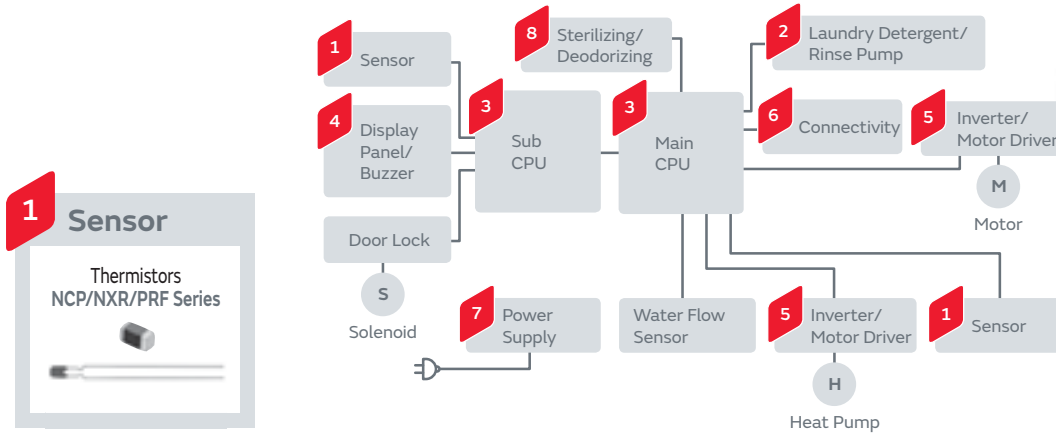 1
Sensor
Thermistors
NCP/NXR/PRF Series
1
Sensor
4
Display
Panel/
Buzzer
Door Lock
S
Solenoid
3
Sub
CPU
8
Sterilizing/
Deodorizing
3
Main
CPU
2
Laundry Detergent/
Rinse Pump
6
Connectivity
5
Inverter/
Motor Driver
M
Motor
7
Power
Supply
Water Flow
Sensor
5
Inverter/
Motor Driver
H
Heat Pump
1
Sensor